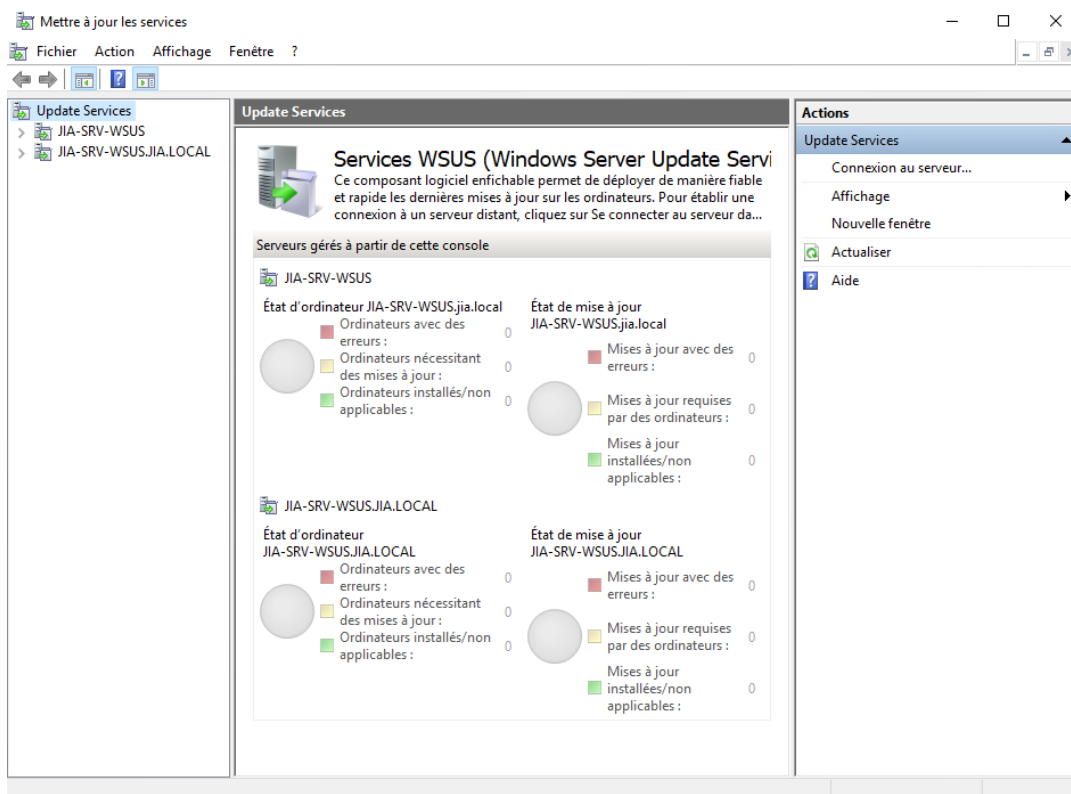 Mettre à jour les services
Fichier Action Affichage Fenêtre ?
Update Services
JIA-SRV-WSUS
JIA-SRV-WSUS.JIA.LOCAL
Update Services
Services WSUS (Windows Server Update Servi
Ce composant logiciel enfichable permet de déployer de manière fiable
et rapide les dernières mises à jour sur les ordinateurs. Pour établir une
connexion à un serveur distant, cliquez sur Se connecter au serveur da...
Serveurs gérés à partir de cette console
JIA-SRV-WSUS
État d'ordinateur JIA-SRV-WSUS.jia.local
Ordinateurs avec des
erreurs : 0
Ordinateurs nécessitant
des mises à jour : 0
Ordinateurs installés/non
applicables : 0
État de mise à jour
JIA-SRV-WSUS.jia.local
Mises à jour avec des
erreurs : 0
Mises à jour requises
par des ordinateurs : 0
Mises à jour
installées/non
applicables : 0
JIA-SRV-WSUS.JIA.LOCAL
État d'ordinateur
JIA-SRV-WSUS.JIA.LOCAL
Ordinateurs avec des
erreurs : 0
Ordinateurs nécessitant
des mises à jour : 0
Ordinateurs installés/non
applicables : 0
État de mise à jour
JIA-SRV-WSUS.JIA.LOCAL
Mises à jour avec des
erreurs : 0
Mises à jour requises
par des ordinateurs : 0
Mises à jour
installées/non
applicables : 0
Actions
Update Services
Connexion au serveur...
Affichage
Nouvelle fenêtre
Actualiser
Aide